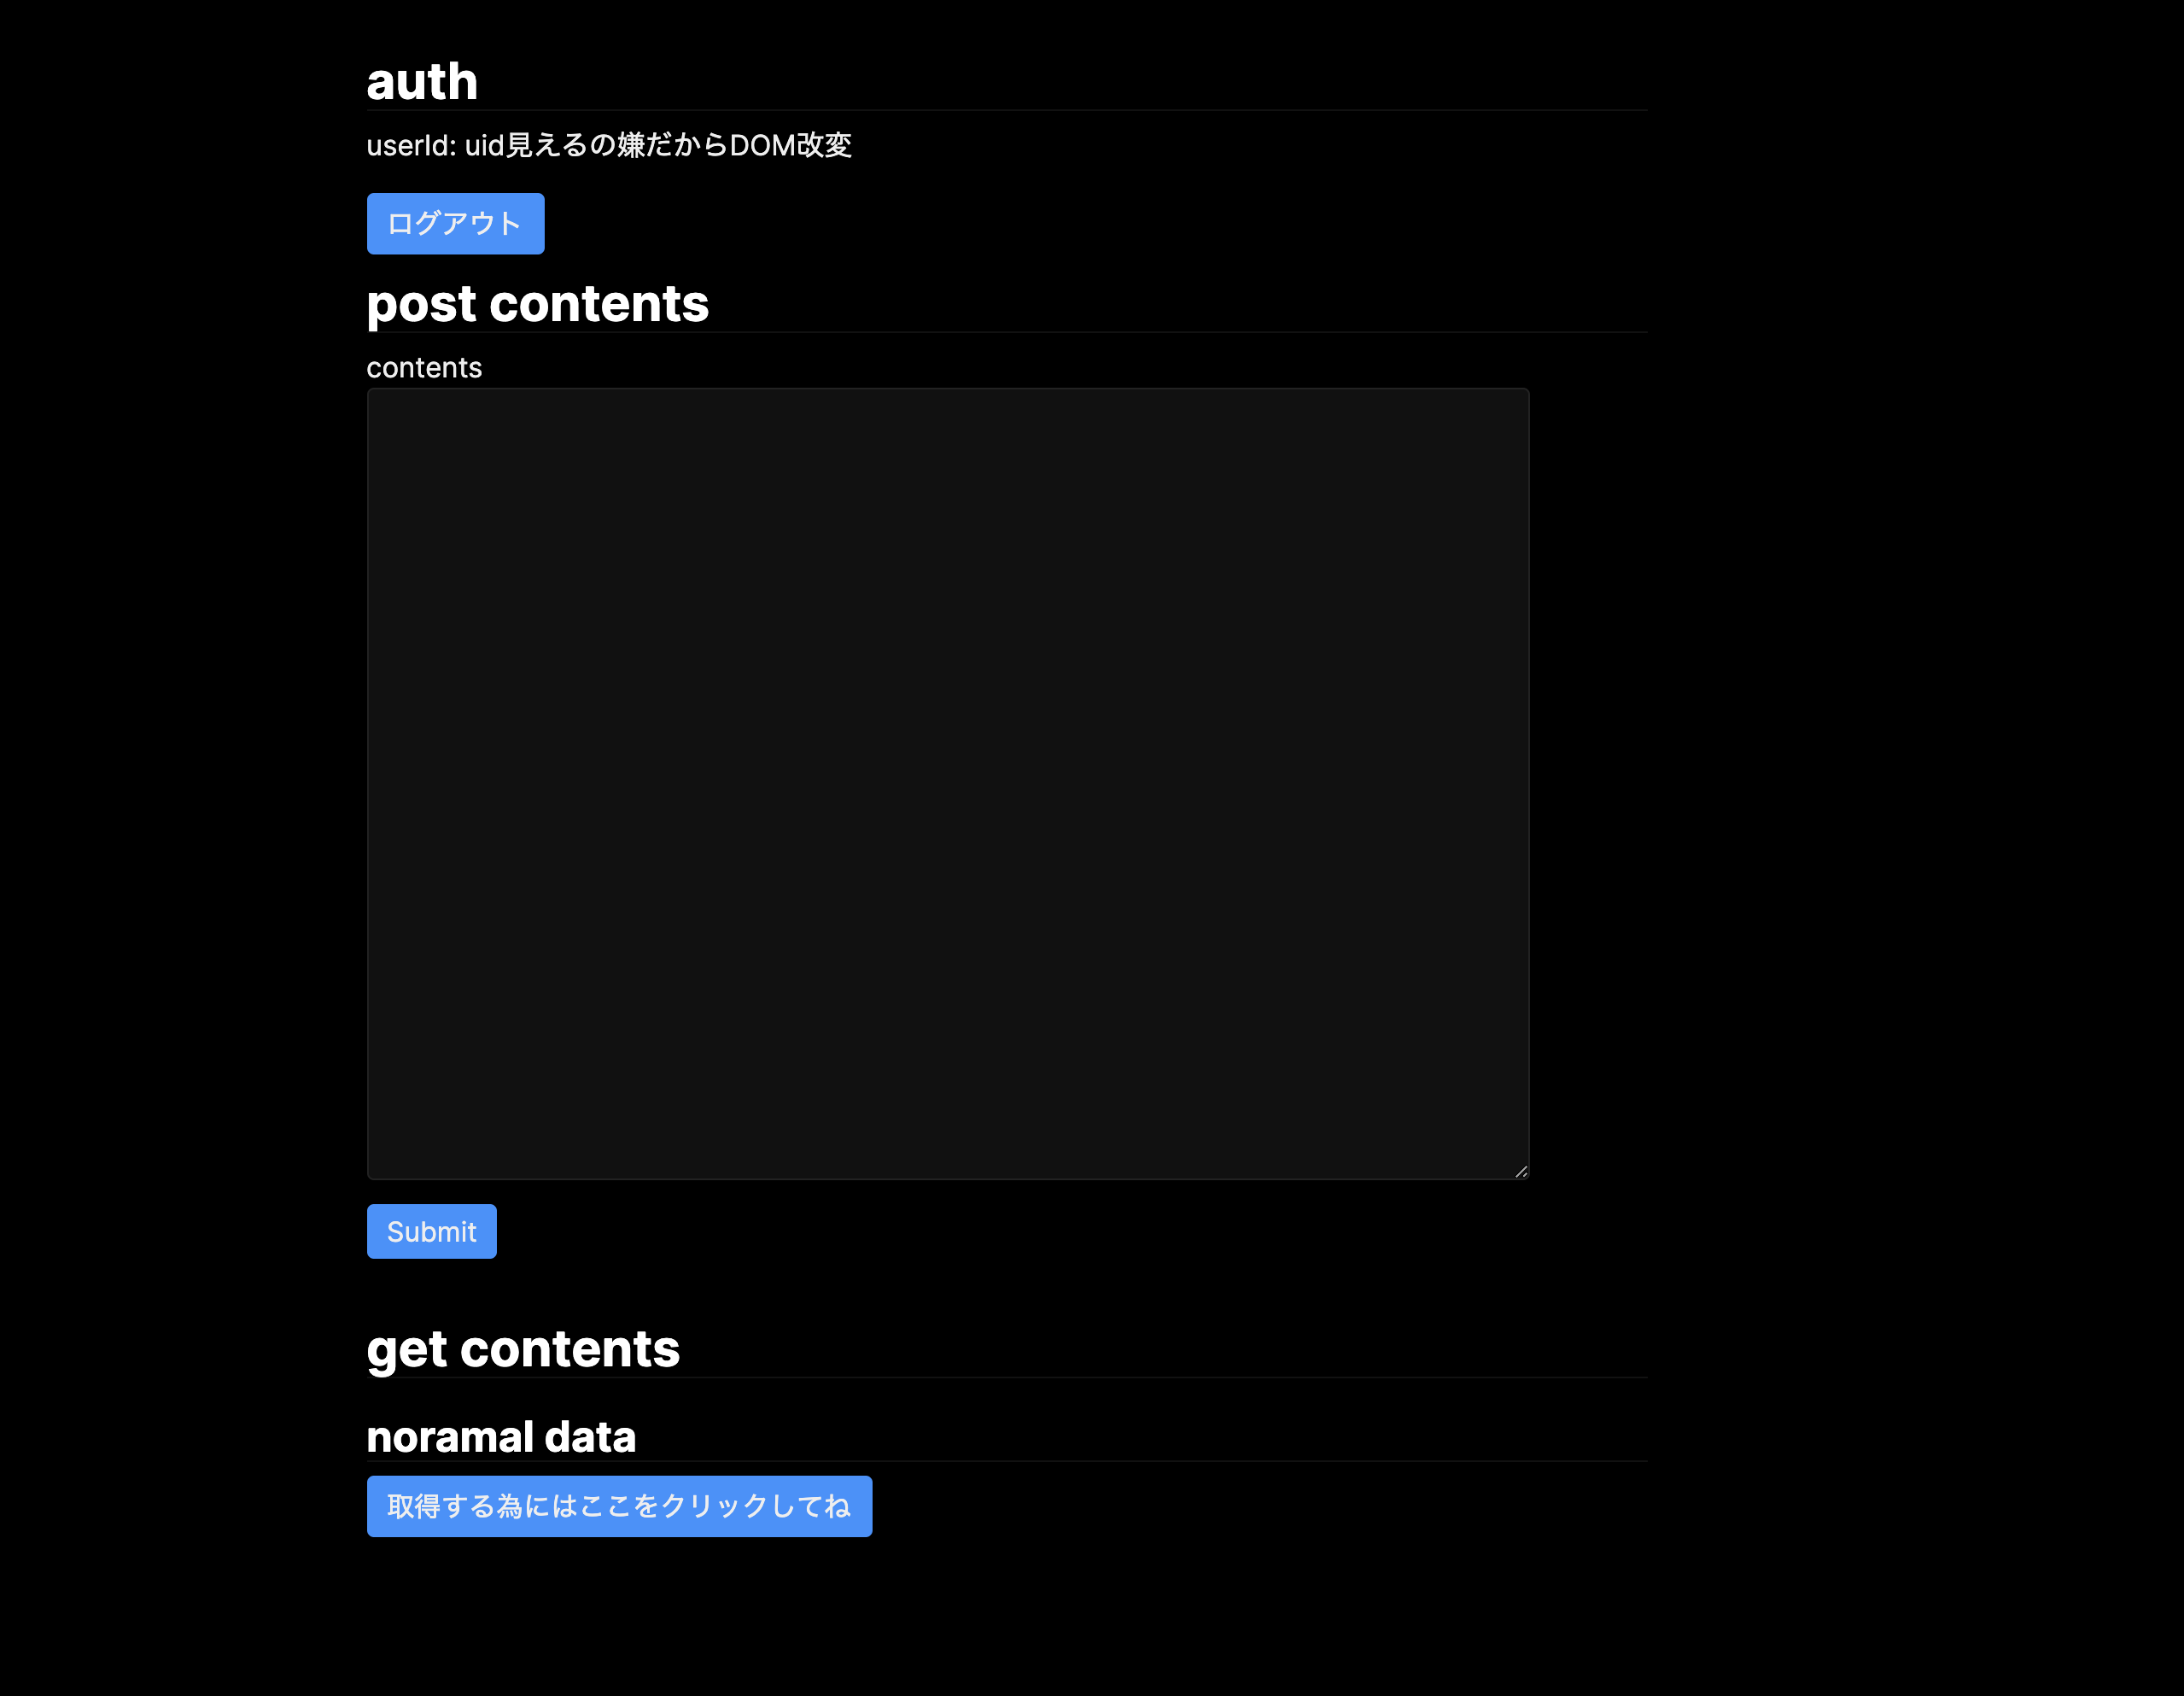 auth
userId: uid見えるの嫌だからDOM改変
ログアウト
post contents
contents
Submit
get contents
noramal data
取得する為にはここをクリックしてね